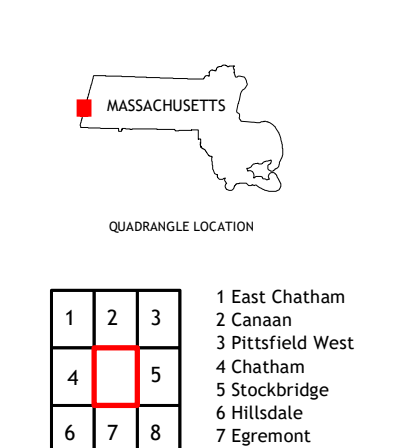 MASSACHUSETTS
QUADRANGLE LOCATION
1 2 3
4 5
6 7 8
1 East Chatham
2 Canaan
3 Pittsfield West
4 Chatham
5 Stockbridge
6 Hillsdale
7 Egremont